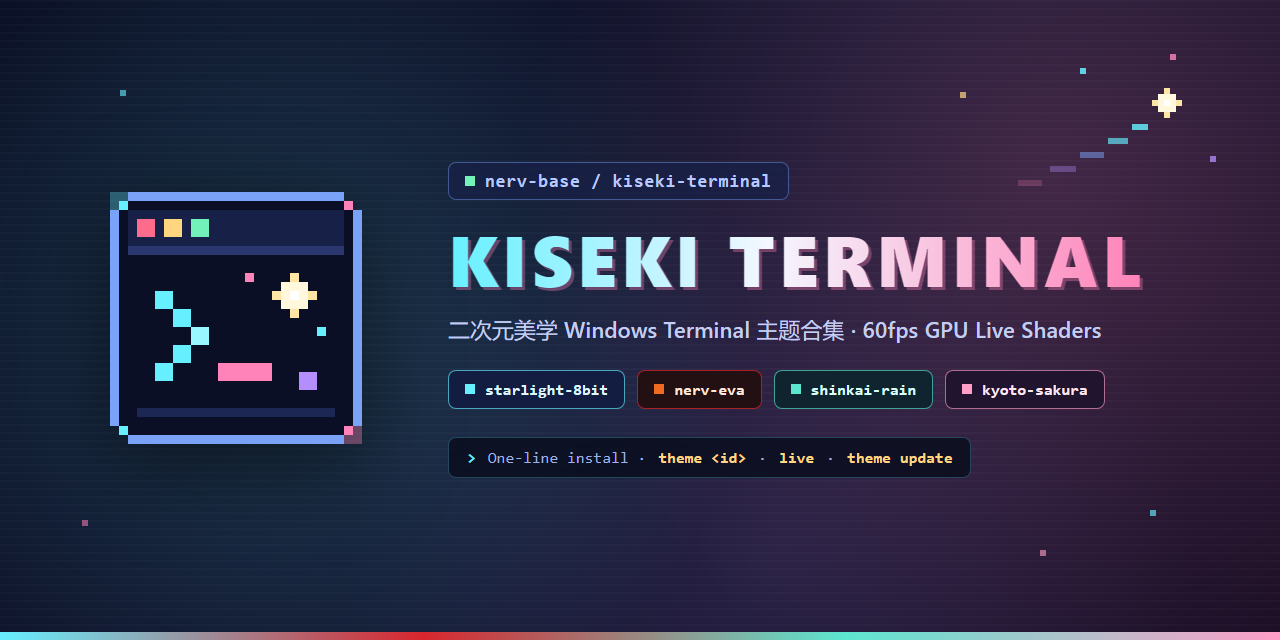 nerv-base / kiseki-terminal
KISEKI TERMINAL
二次元美学 Windows Terminal 主题合集 · 60fps GPU Live Shaders
starlight-8bit nerv-eva shinkai-rain kyoto-sakura
> One-line install · theme <id> · live · theme update